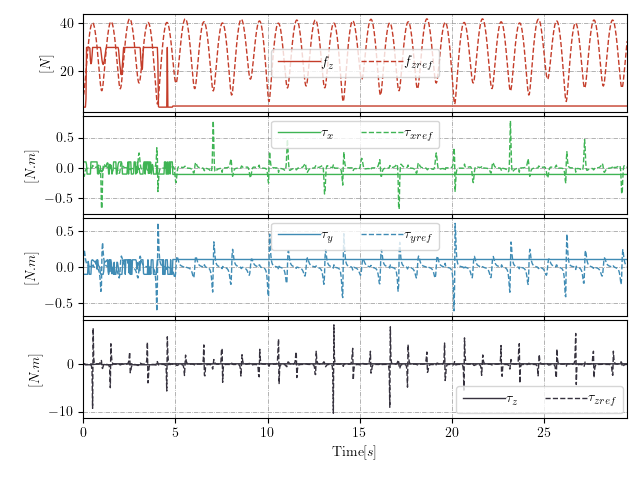 40
20
[N]
f_z f_zref
0.5
0.0
−0.5
[N.m]
τ_x τ_xref
0.5
0.0
−0.5
[N.m]
τ_y τ_yref
0
−10
[N.m]
τ_z τ_zref
0 5 10 15 20 25
Time[s]